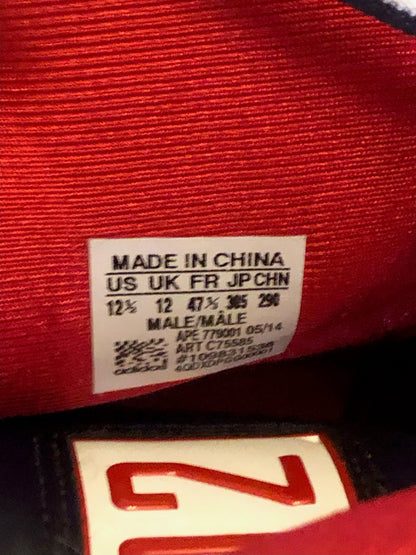 MADE IN CHINA
US UK FR JP CHN
12½ 12 47⅓ 305 290
MALE/MÂLE
APE 779001 05/14
ART C75585
adidas
2